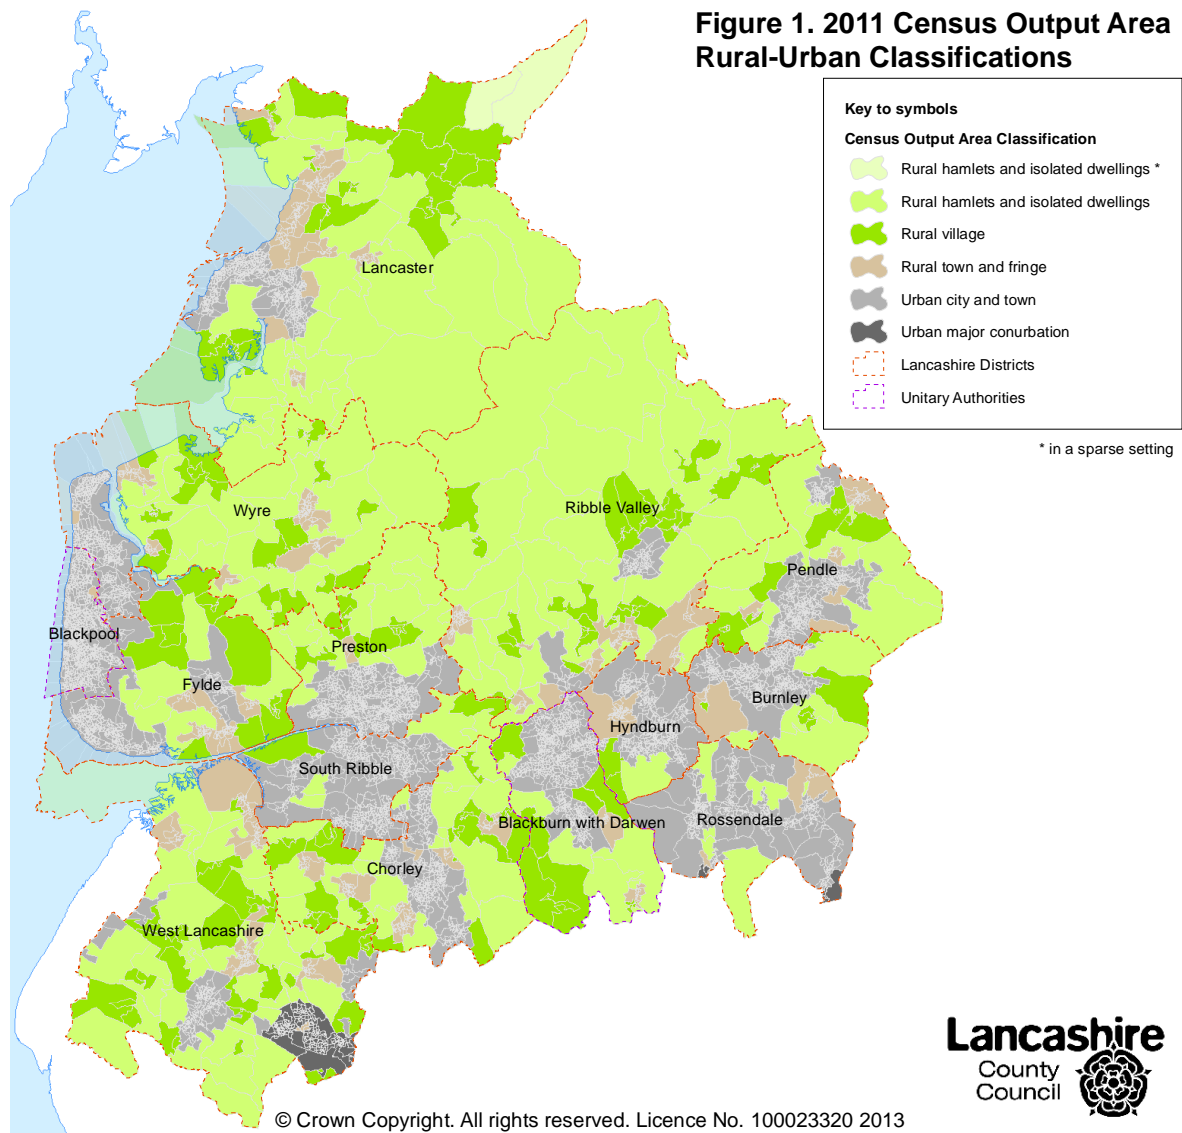 Figure 1. 2011 Census Output Area
Rural-Urban Classifications
Key to symbols
Census Output Area Classification
Rural hamlets and isolated dwellings *
Rural hamlets and isolated dwellings
Rural village
Rural town and fringe
Urban city and town
Urban major conurbation
Lancashire Districts
Unitary Authorities
* in a sparse setting
Lancaster
Wyre
Ribble Valley
Pendle
Blackpool
Preston
Fylde
Burnley
Hyndburn
South Ribble
Blackburn with Darwen
Rossendale
Chorley
West Lancashire
Lancashire
County
Council
© Crown Copyright. All rights reserved. Licence No. 100023320 2013